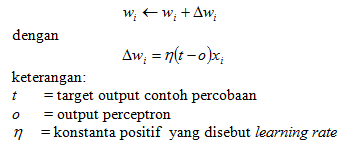 wᵢ ← wᵢ + Δwᵢ
dengan
Δwᵢ = η(t − o)xᵢ
keterangan:
t = target output contoh percobaan
o = output perceptron
η = konstanta positif yang disebut learning rate